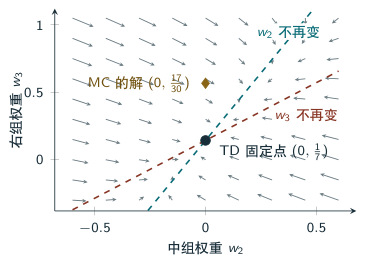 1
w₂ 不再变
MC 的解 (0, 17/30)
0.5
w₃ 不再变
TD 固定点 (0, 1/7)
0
右组权重 w₃
−0.5
0
0.5
中组权重 w₂